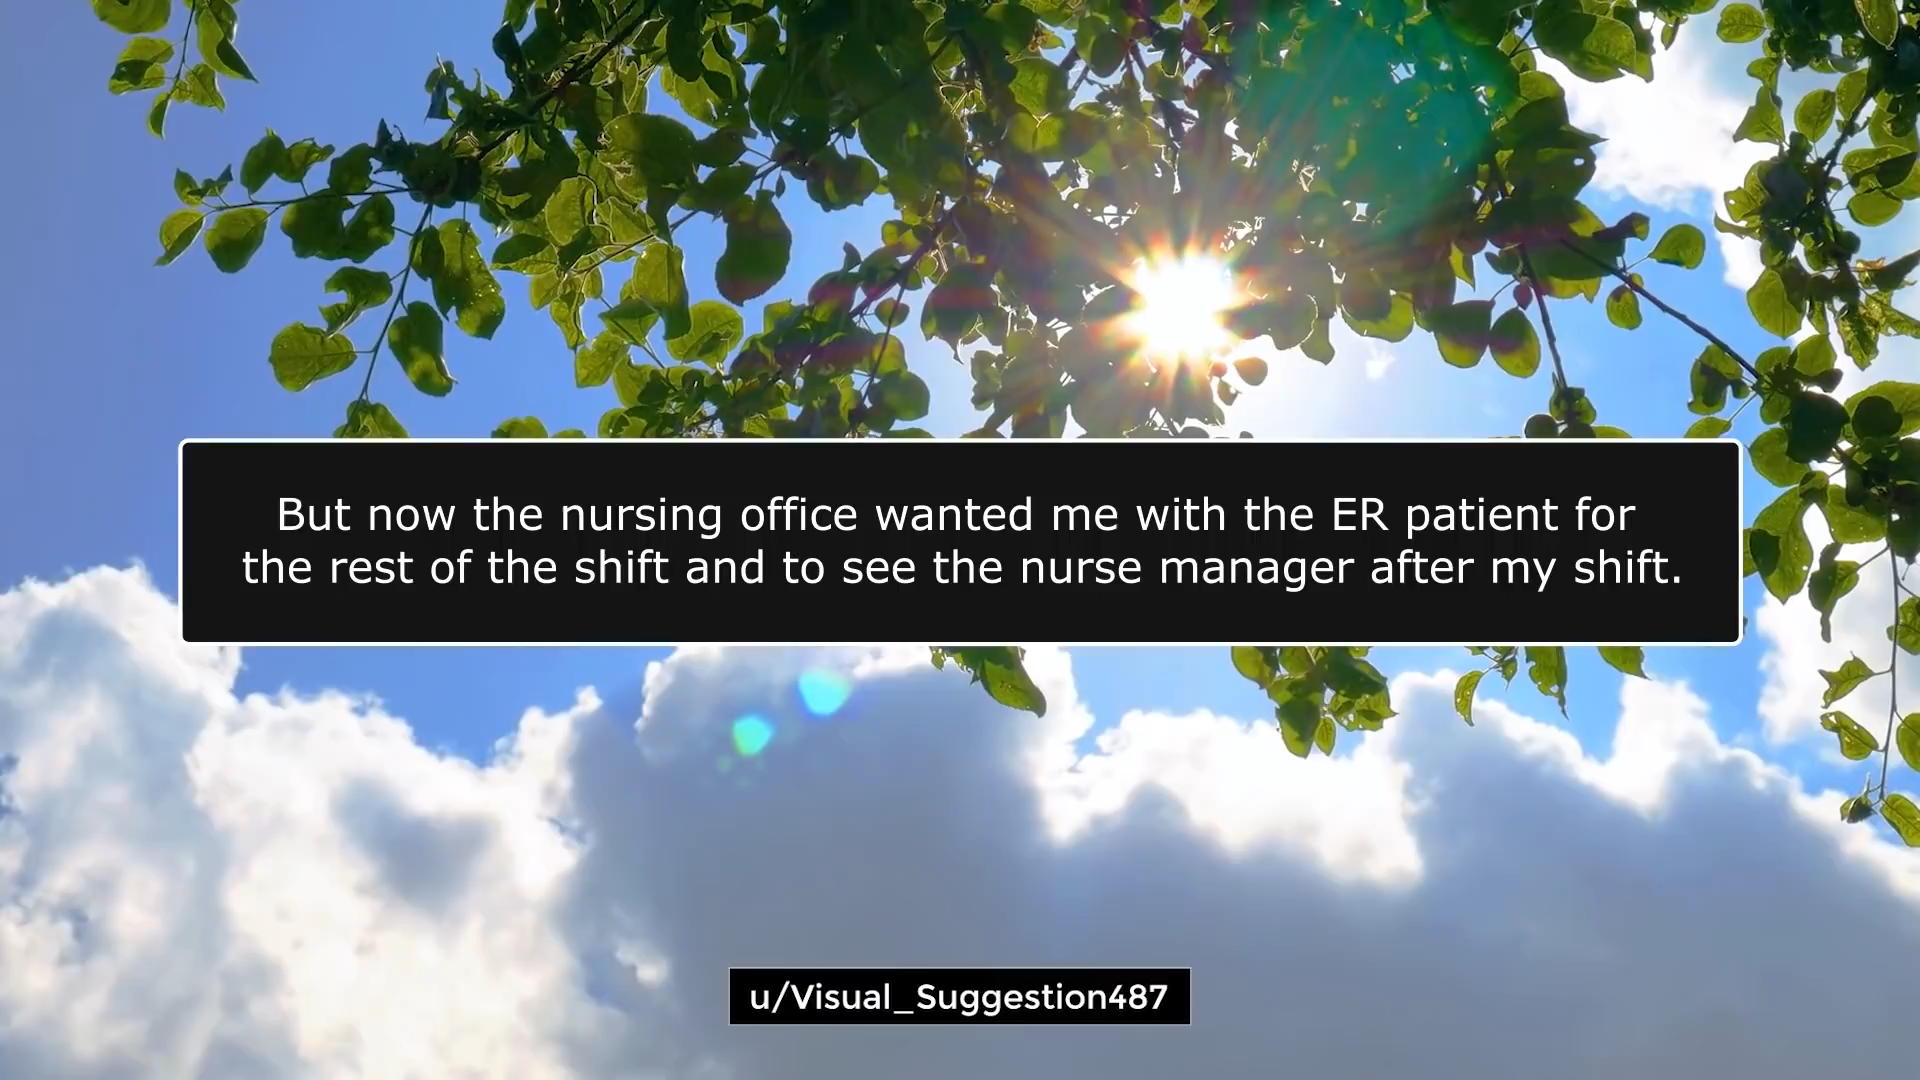 But now the nursing office wanted me with the ER patient for
the rest of the shift and to see the nurse manager after my shift.
u/Visual_Suggestion487